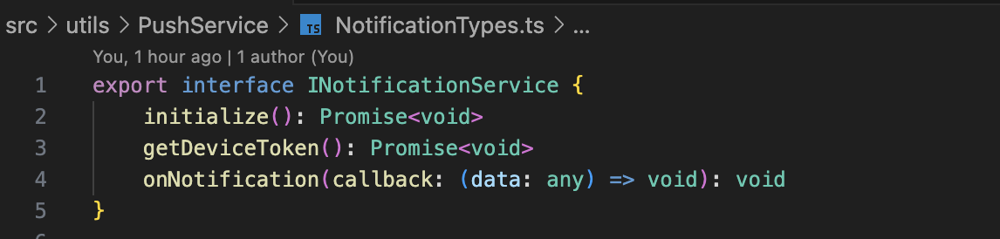 src > utils > PushService > TS NotificationTypes.ts > ...
You, 1 hour ago | 1 author (You)
1 export interface INotificationService {
2     initialize(): Promise<void>
3     getDeviceToken(): Promise<void>
4     onNotification(callback: (data: any) => void): void
5 }